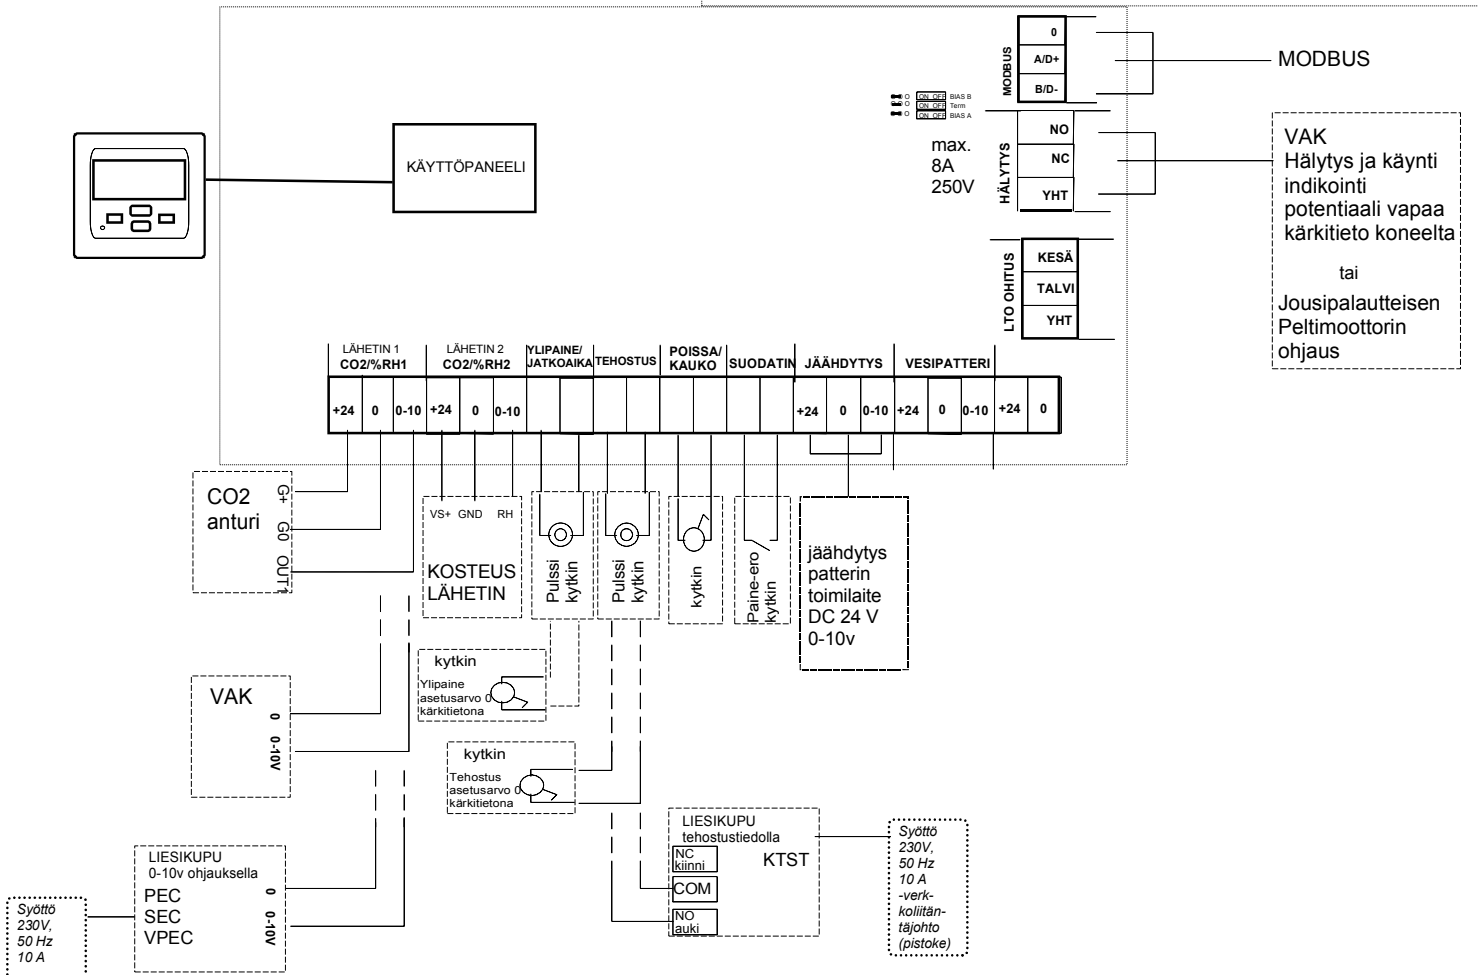 0
A/D+
B/D-
MODBUS
MODBUS
ON OFF BIAS B
ON OFF Term
ON OFF BIAS A
max.
8A
250V
HÄLYTYS
NO
NC
YHT
VAK
Hälytys ja käynti
indikointi
potentiaali vapaa
kärkitieto koneelta
tai
Jousipalautteisen
Peltimoottorin
ohjaus
KÄYTTÖPANEELI
LTO OHITUS
KESÄ
TALVI
YHT
LÄHETIN 1
CO2/%RH1
LÄHETIN 2
CO2/%RH2
YLIPAINE/
JATKOAIKA
TEHOSTUS
POISSA/
KAUKO
SUODATIN
JÄÄHDYTYS
VESIPATTERI
+24 0 0-10 +24 0 0-10 +24 0 0-10 +24 0 0-10 +24 0
CO2
anturi
G+
G0
OUT1
VS+ GND RH
KOSTEUS
LÄHETIN
Pulssi
kytkin
Pulssi
kytkin
kytkin
Paine-ero
kytkin
jäähdytys
patterin
toimilaite
DC 24 V
0-10v
kytkin
Ylipaine
asetusarvo 0
kärkitietona
VAK
0
0-10V
kytkin
Tehostus
asetusarvo 0
kärkitietona
LIESIKUPU
tehostustiedolla
KTST
NC
kiinni
COM
NO
auki
Syöttö
230V,
50 Hz
10 A
-verk-
koliitän-
täjohto
(pistoke)
LIESIKUPU
0-10v ohjauksella
PEC
SEC
VPEC
0
0-10V
Syöttö
230V,
50 Hz
10 A